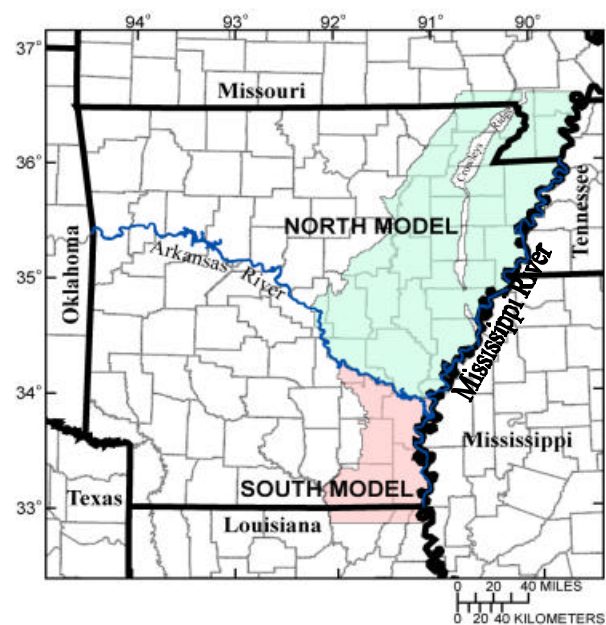 94° 93° 92° 91° 90°
37°
Missouri
Crowleys Ridge
36°
NORTH MODEL
Tennessee
Oklahoma
Arkansas River
35°
Mississippi River
34°
Mississippi
SOUTH MODEL
Texas
33°
Louisiana
0 20 40 MILES
0 20 40 KILOMETERS